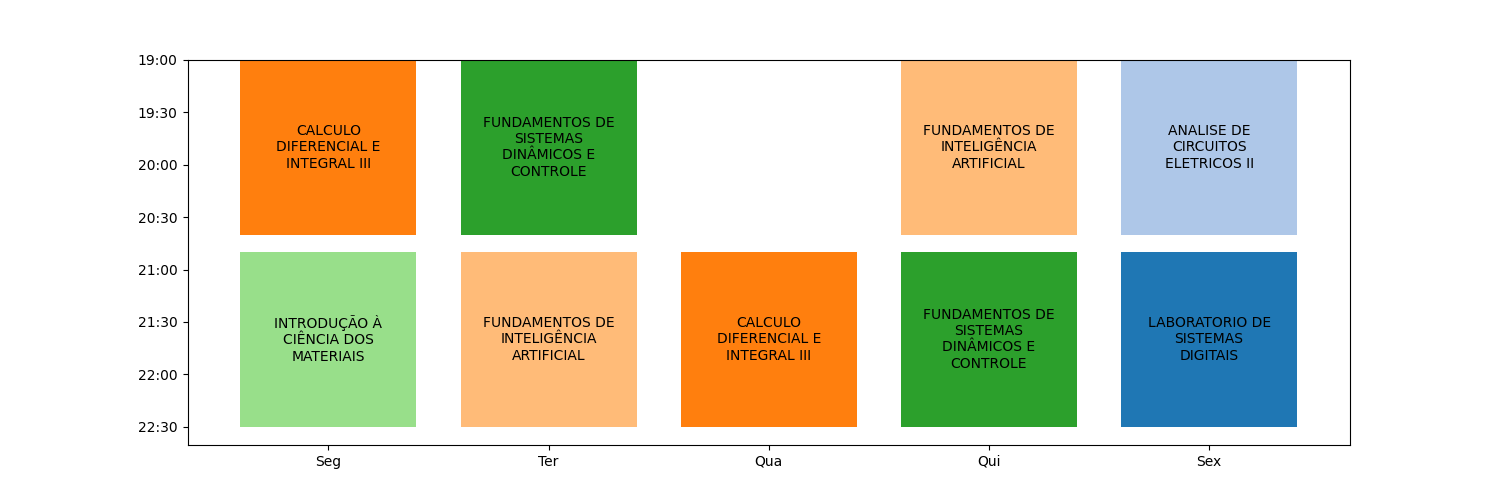 19:00
19:30
20:00
20:30
21:00
21:30
22:00
22:30
CALCULO
DIFERENCIAL E
INTEGRAL III
FUNDAMENTOS DE
SISTEMAS
DINÂMICOS E
CONTROLE
FUNDAMENTOS DE
INTELIGÊNCIA
ARTIFICIAL
ANALISE DE
CIRCUITOS
ELETRICOS II
INTRODUÇÃO À
CIÊNCIA DOS
MATERIAIS
FUNDAMENTOS DE
INTELIGÊNCIA
ARTIFICIAL
CALCULO
DIFERENCIAL E
INTEGRAL III
FUNDAMENTOS DE
SISTEMAS
DINÂMICOS E
CONTROLE
LABORATORIO DE
SISTEMAS
DIGITAIS
Seg
Ter
Qua
Qui
Sex